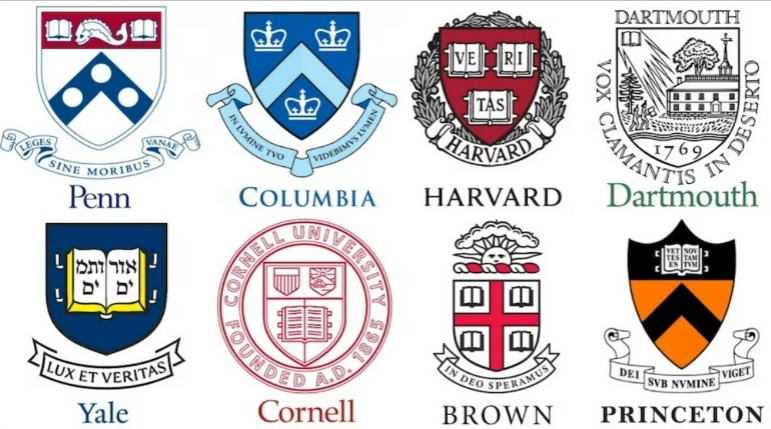 LEGES
SINE MORIBUS
VANAE
Penn
IN LVMINE TVO
VIDEBIMVS LVMEN
COLUMBIA
VE RI
TAS
HARVARD
HARVARD
DARTMOUTH
VOX CLAMANTIS IN DESERTO
1769
Dartmouth
אורים
ותמים
LUX ET VERITAS
Yale
CORNELL UNIVERSITY
FOUNDED A.D. 1865
Cornell
IN DEO SPERAMUS
BROWN
VET NOV
TES TAM
EN TVM
DEI
SVB NVMINE
VIGET
PRINCETON